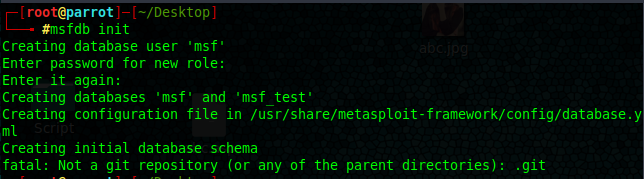 [root@parrot]─[~/Desktop]
#msfdb init
Creating database user 'msf'
Enter password for new role:
Enter it again:
Creating databases 'msf' and 'msf_test'
Creating configuration file in /usr/share/metasploit-framework/config/database.y
ml
Creating initial database schema
fatal: Not a git repository (or any of the parent directories): .git
abc.jpg
Script